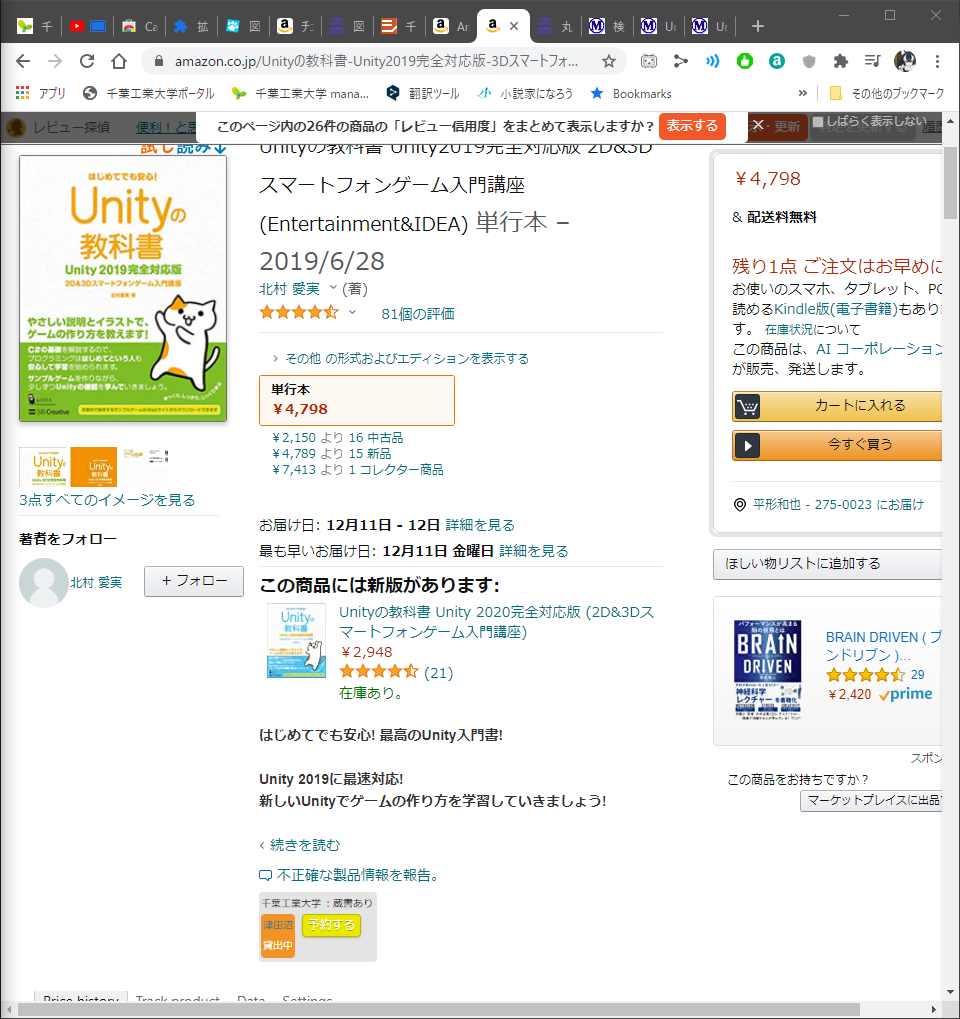 千
Ca
拡
図
チ
図
千
Ar
丸
検
Ur
Ur
amazon.co.jp/Unityの教科書-Unity2019完全対応版-3Dスマートフォ...
アプリ
千葉工業大学ポータル
千葉工業大学 mana...
翻訳ツール
小説家になろう
Bookmarks
»
その他のブックマーク
レビュー探偵
便利！と思
このページ内の26件の商品の「レビュー信用度」をまとめて表示しますか？
表示する
・更新
しばらく表示しない
試し読み↓
Unityの教科書 Unity2019完全対応版 2D&3D
スマートフォンゲーム入門講座
(Entertainment&IDEA) 単行本 –
2019/6/28
北村 愛実 (著)
81個の評価
その他 の形式およびエディションを表示する
単行本
￥4,798
￥2,150 より 16 中古品
￥4,789 より 15 新品
￥7,413 より 1 コレクター商品
お届け日: 12月11日 - 12日 詳細を見る
最も早いお届け日: 12月11日 金曜日 詳細を見る
この商品には新版があります:
Unityの教科書 Unity 2020完全対応版 (2D&3Dス
マートフォンゲーム入門講座)
￥2,948
(21)
在庫あり。
はじめてでも安心! 最高のUnity入門書!
Unity 2019に最速対応!
新しいUnityでゲームの作り方を学習していきましょう!
‹ 続きを読む
不正確な製品情報を報告。
千葉工業大学 ：蔵書あり
津田沼
貸出中
予約する
Price history
Track product
Data
Settings
はじめてでも安心!
Unityの
教科書
Unity 2019完全対応版
2D&3Dスマートフォンゲーム入門講座
北村愛実 著
やさしい説明とイラストで、
ゲームの作り方を教えます!
C#の基礎を解説するので、
プログラミングははじめてという人も
安心して学習を始められます。
サンプルゲームを作りながら、
少しずつUnityの機能を学んでいきましょう。
SB Creative
3点すべてのイメージを見る
著者をフォロー
北村 愛実
+ フォロー
￥4,798
& 配送料無料
残り1点 ご注文はお早めに
お使いのスマホ、タブレット、PC
読めるKindle版(電子書籍)もあり
す。 在庫状況について
この商品は、AI コーポレーション
が販売、発送します。
カートに入れる
今すぐ買う
平形和也 - 275-0023 にお届け
ほしい物リストに追加する
パフォーマンスが高まる
脳の状態とは
BRAIN
DRIVEN
神経科学
レクチャーを書籍化
BRAIN DRIVEN ( ブ
ンドリブン )...
29
￥2,420
prime
スポン
この商品をお持ちですか？
マーケットプレイスに出品